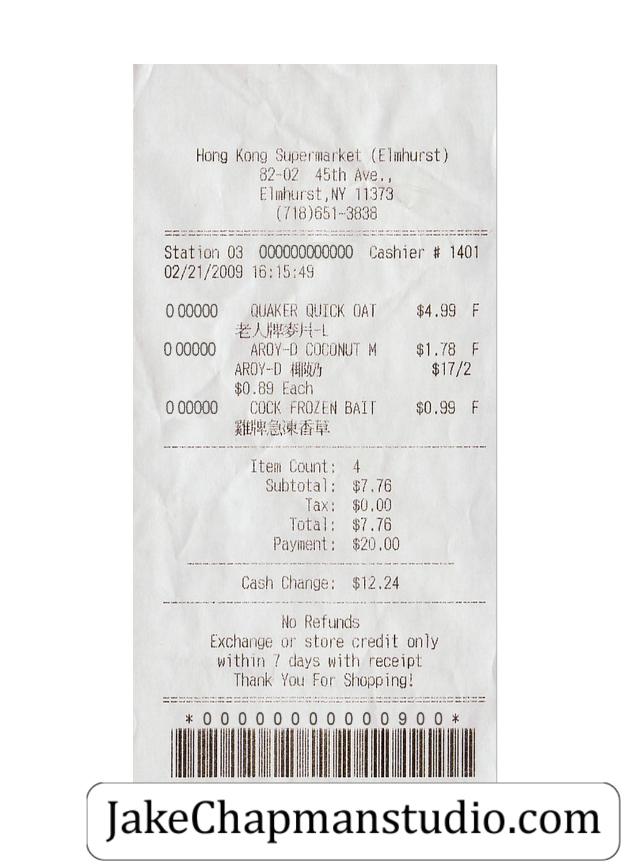 Hong Kong Supermarket (Elmhurst)
82-02 45th Ave.,
Elmhurst,NY 11373
(718)651-3838
Station 03 000000000000 Cashier # 1401
02/21/2009 16:15:49
0 00000 QUAKER QUICK OAT $4.99 F
老人牌麥片-L
0 00000 AROY-D COCONUT M $1.78 F
AROY-D 椰奶 $17/2
$0.89 Each
0 00000 COCK FROZEN BAIT $0.99 F
雞牌急凍香草
Item Count: 4
Subtotal: $7.76
Tax: $0.00
Total: $7.76
Payment: $20.00
Cash Change: $12.24
No Refunds
Exchange or store credit only
within 7 days with receipt
Thank You For Shopping!
*00000000000900*
JakeChapmanstudio.com